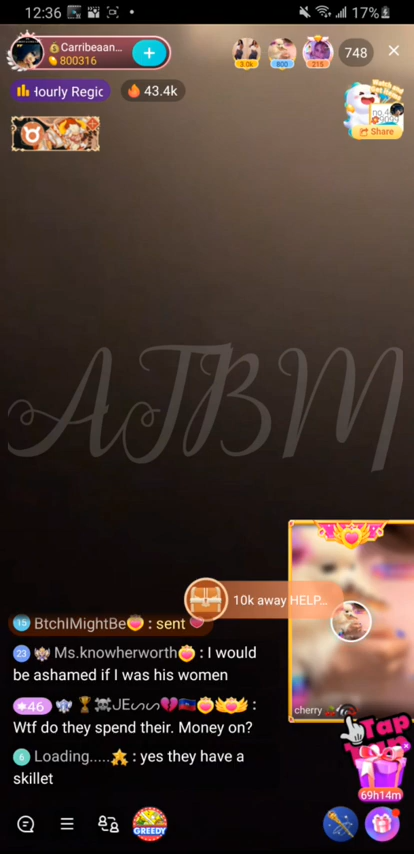 12:36
17%
Carribeaan...
800316
3.0k
800
215
748
Hourly Regic
43.4k
Share
AJBM
10k away HELP...
15 BtchIMightBe : sent
23 Ms.knowherworth : I would
be ashamed if I was his women
46 JE :
Wtf do they spend their. Money on?
6 Loading..... : yes they have a
skillet
cherry
Tap
69h14m
GREEDY